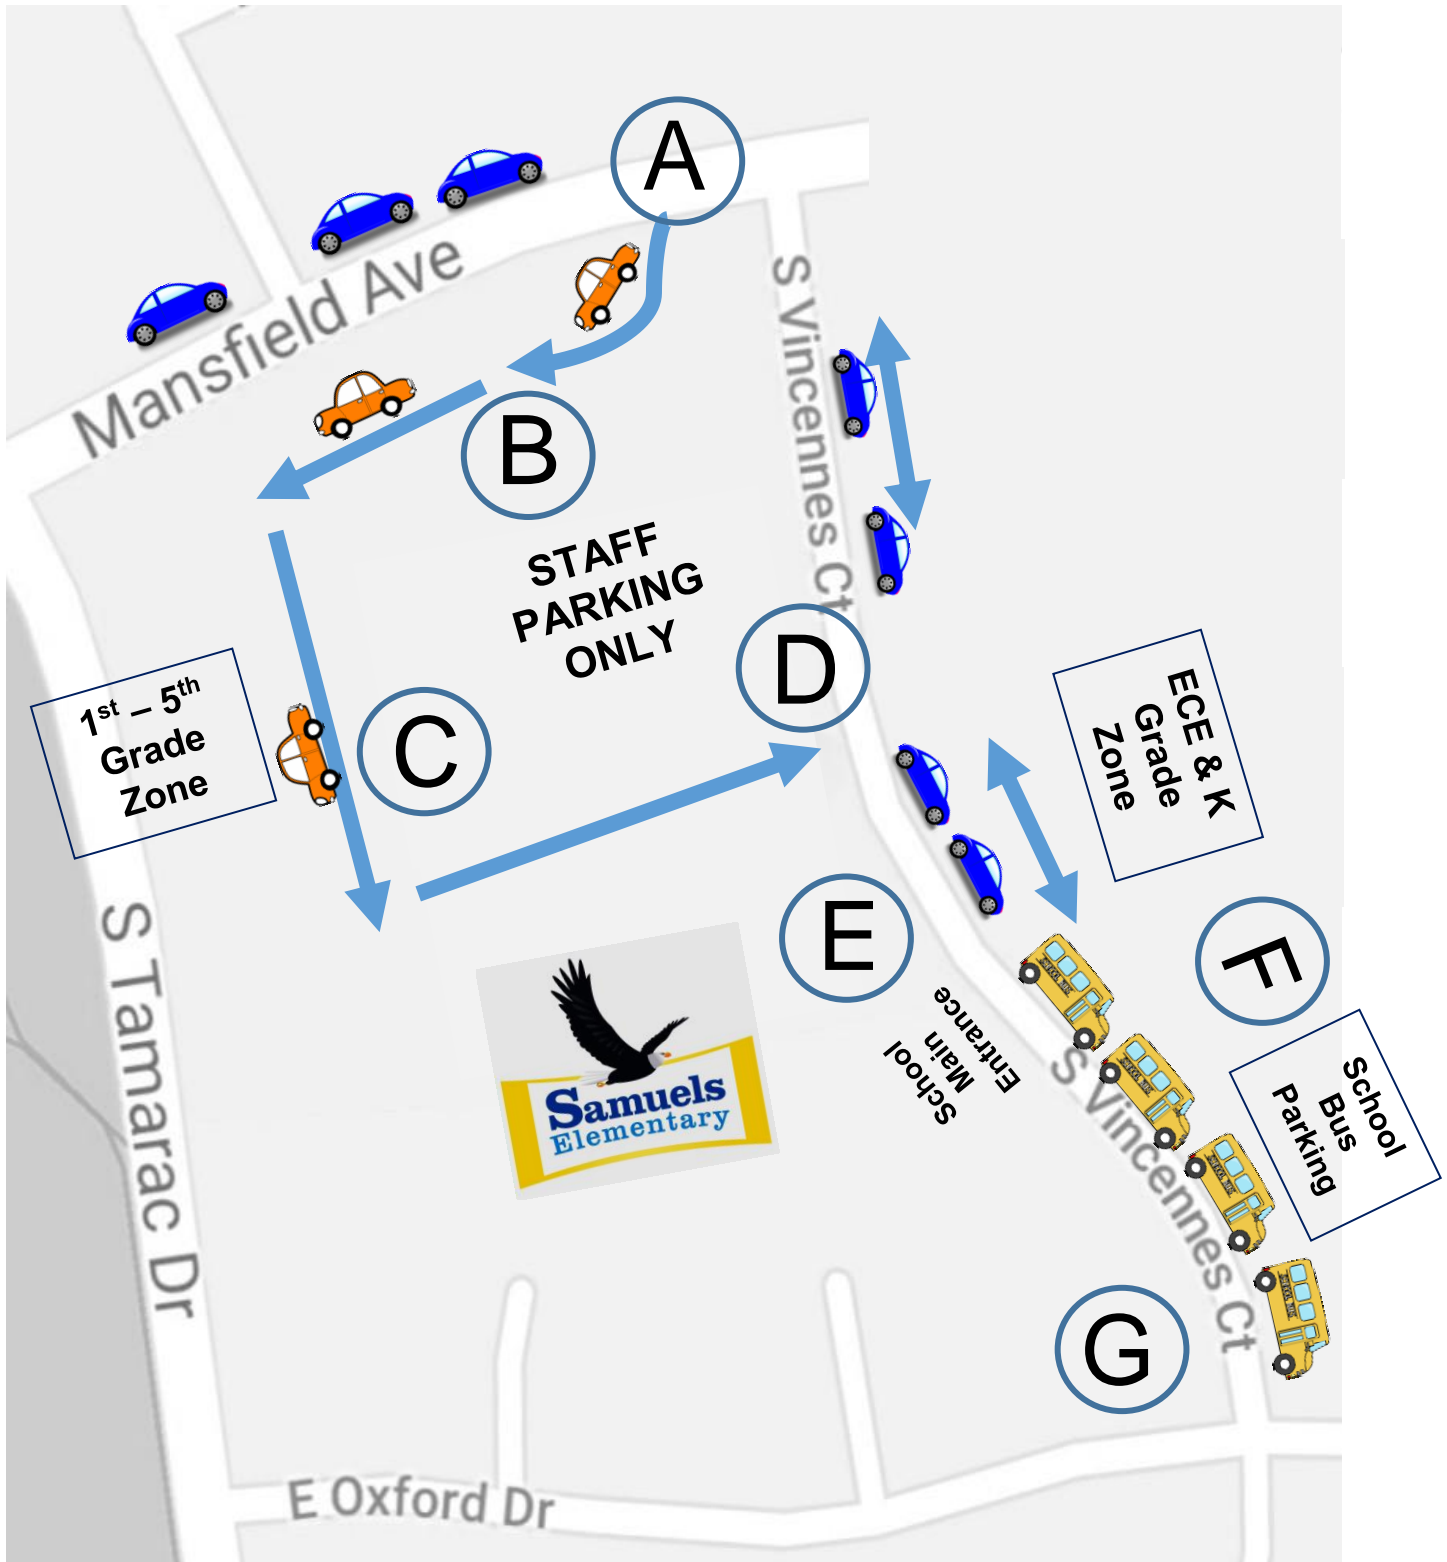 A
Mansfield Ave
S Vincennes Ct
B
STAFF
PARKING
ONLY
D
1st – 5th
Grade
Zone
C
ECE & K
Grade
Zone
E
F
School
Main
Entrance
S Tamarac Dr
Samuels
Elementary
S Vincennes Ct
School
Bus
Parking
G
E Oxford Dr